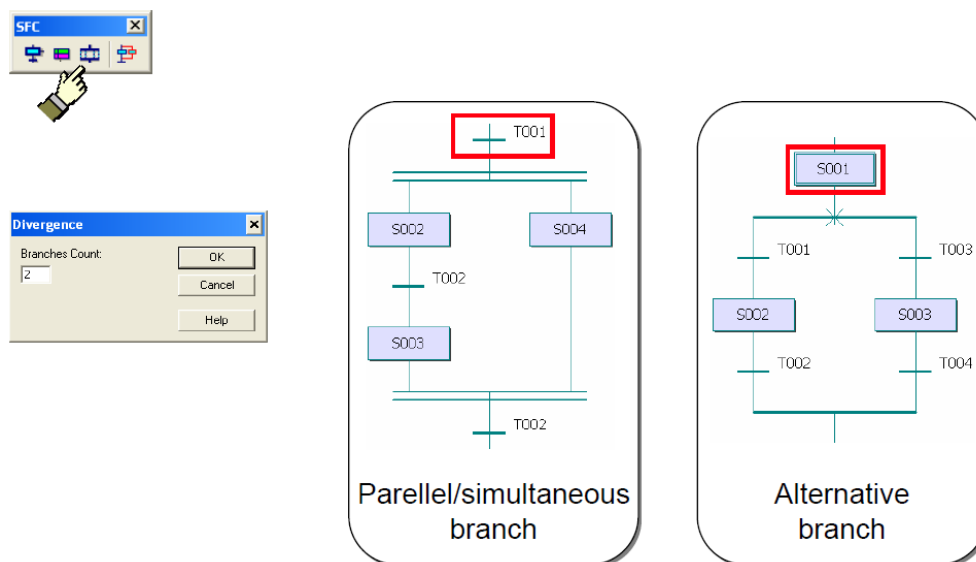 SFC
Divergence
Branches Count:
2
OK
Cancel
Help
T001
S002
S004
T002
S003
T002
Parellel/simultaneous
branch
S001
T001
T003
S002
S003
T002
T004
Alternative
branch